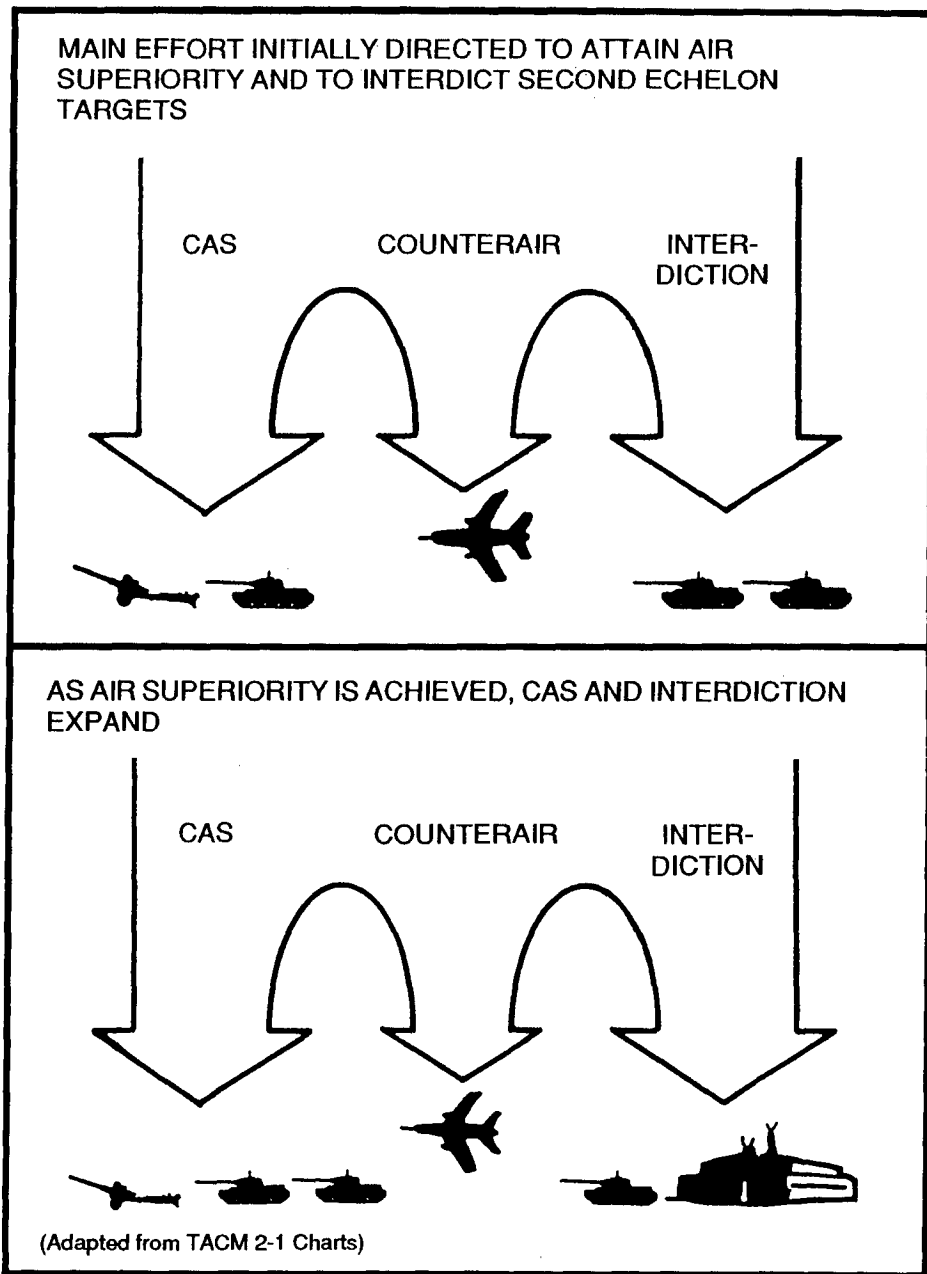 MAIN EFFORT INITIALLY DIRECTED TO ATTAIN AIR
SUPERIORITY AND TO INTERDICT SECOND ECHELON
TARGETS
CAS
COUNTERAIR
INTER-
DICTION
AS AIR SUPERIORITY IS ACHIEVED, CAS AND INTERDICTION
EXPAND
CAS
COUNTERAIR
INTER-
DICTION
(Adapted from TACM 2-1 Charts)